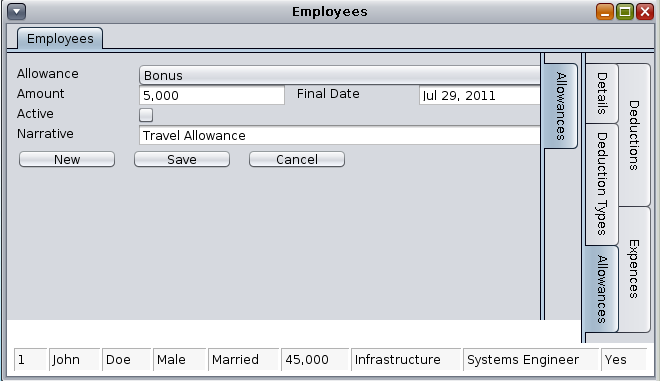 Employees
Employees
Allowance Bonus
Amount 5,000 Final Date Jul 29, 2011
Active
Narrative Travel Allowance
New Save Cancel
Allowances
Details
Deduction Types
Allowances
Deductions
Expences
1 John Doe Male Married 45,000 Infrastructure Systems Engineer Yes